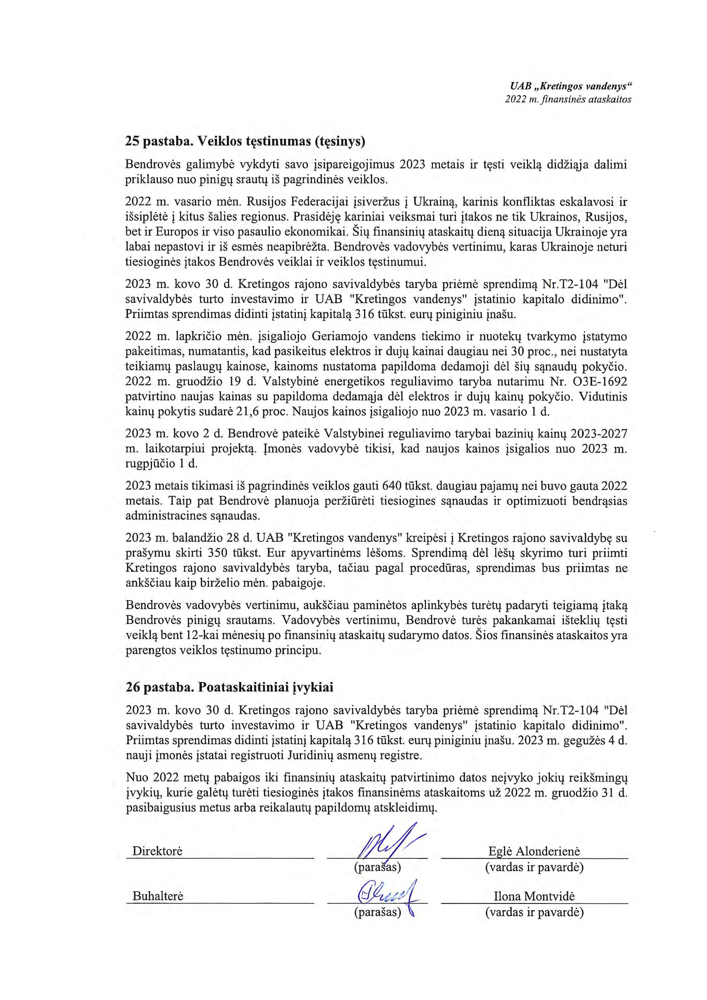 UAB „Kretingos vandenys“
2022 m. finansinės ataskaitos
25 pastaba. Veiklos tęstinumas (tęsinys)
Bendrovės galimybė vykdyti savo įsipareigojimus 2023 metais ir tęsti veiklą didžiąja dalimi
priklauso nuo pinigų srautų iš pagrindinės veiklos.
2022 m. vasario mėn. Rusijos Federacijai įsiveržus į Ukrainą, karinis konfliktas eskalavosi ir
išsiplėtė į kitus šalies regionus. Prasidėję kariniai veiksmai turi įtakos ne tik Ukrainos, Rusijos,
bet ir Europos ir viso pasaulio ekonomikai. Šių finansinių ataskaitų dieną situacija Ukrainoje yra
labai nepastovi ir iš esmės neapibrėžta. Bendrovės vadovybės vertinimu, karas Ukrainoje neturi
tiesioginės įtakos Bendrovės veiklai ir veiklos tęstinumui.
2023 m. kovo 30 d. Kretingos rajono savivaldybės taryba priėmė sprendimą Nr.T2-104 "Dėl
savivaldybės turto investavimo ir UAB "Kretingos vandenys" įstatinio kapitalo didinimo".
Priimtas sprendimas didinti įstatinį kapitalą 316 tūkst. eurų piniginiu įnašu.
2022 m. lapkričio mėn. įsigaliojo Geriamojo vandens tiekimo ir nuotekų tvarkymo įstatymo
pakeitimas, numatantis, kad pasikeitus elektros ir dujų kainai daugiau nei 30 proc., nei nustatyta
teikiamų paslaugų kainose, kainoms nustatoma papildoma dedamoji dėl šių sąnaudų pokyčio.
2022 m. gruodžio 19 d. Valstybinė energetikos reguliavimo taryba nutarimu Nr. O3E-1692
patvirtino naujas kainas su papildoma dedamąja dėl elektros ir dujų kainų pokyčio. Vidutinis
kainų pokytis sudarė 21,6 proc. Naujos kainos įsigaliojo nuo 2023 m. vasario 1 d.
2023 m. kovo 2 d. Bendrovė pateikė Valstybinei reguliavimo tarybai bazinių kainų 2023-2027
m. laikotarpiui projektą. Įmonės vadovybė tikisi, kad naujos kainos įsigalios nuo 2023 m.
rugpjūčio 1 d.
2023 metais tikimasi iš pagrindinės veiklos gauti 640 tūkst. daugiau pajamų nei buvo gauta 2022
metais. Taip pat Bendrovė planuoja peržiūrėti tiesiogines sąnaudas ir optimizuoti bendrąsias
administracines sąnaudas.
2023 m. balandžio 28 d. UAB "Kretingos vandenys" kreipėsi į Kretingos rajono savivaldybę su
prašymu skirti 350 tūkst. Eur apyvartinėms lėšoms. Sprendimą dėl lėšų skyrimo turi priimti
Kretingos rajono savivaldybės taryba, tačiau pagal procedūras, sprendimas bus priimtas ne
ankščiau kaip birželio mėn. pabaigoje.
Bendrovės vadovybės vertinimu, aukščiau paminėtos aplinkybės turėtų padaryti teigiamą įtaką
Bendrovės pinigų srautams. Vadovybės vertinimu, Bendrovė turės pakankamai išteklių tęsti
veiklą bent 12-kai mėnesių po finansinių ataskaitų sudarymo datos. Šios finansinės ataskaitos yra
parengtos veiklos tęstinumo principu.
26 pastaba. Poataskaitiniai įvykiai
2023 m. kovo 30 d. Kretingos rajono savivaldybės taryba priėmė sprendimą Nr.T2-104 "Dėl
savivaldybės turto investavimo ir UAB "Kretingos vandenys" įstatinio kapitalo didinimo".
Priimtas sprendimas didinti įstatinį kapitalą 316 tūkst. eurų piniginiu įnašu. 2023 m. gegužės 4 d.
nauji įmonės įstatai registruoti Juridinių asmenų registre.
Nuo 2022 metų pabaigos iki finansinių ataskaitų patvirtinimo datos neįvyko jokių reikšmingų
įvykių, kurie galėtų turėti tiesioginės įtakos finansinėms ataskaitoms už 2022 m. gruodžio 31 d.
pasibaigusius metus arba reikalautų papildomų atskleidimų.
Direktorė Eglė Alonderienė
(parašas) (vardas ir pavardė)
Buhalterė Ilona Montvidė
(parašas) (vardas ir pavardė)